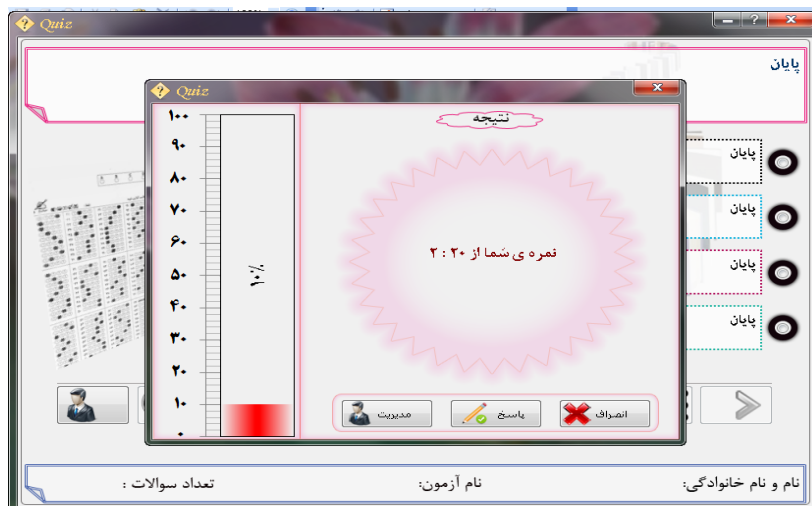 Quiz
پایان
Quiz
نتیجه
۱۰۰
۹۰
۸۰
۷۰
۶۰
۵۰
۴۰
۳۰
۲۰
۱۰
۰
۱۰%
نمره ی شما از ۲۰ : ۲
پایان
پایان
پایان
پایان
مدیریت
پاسخ
انصراف
نام و نام خانوادگی:
نام آزمون:
تعداد سوالات :